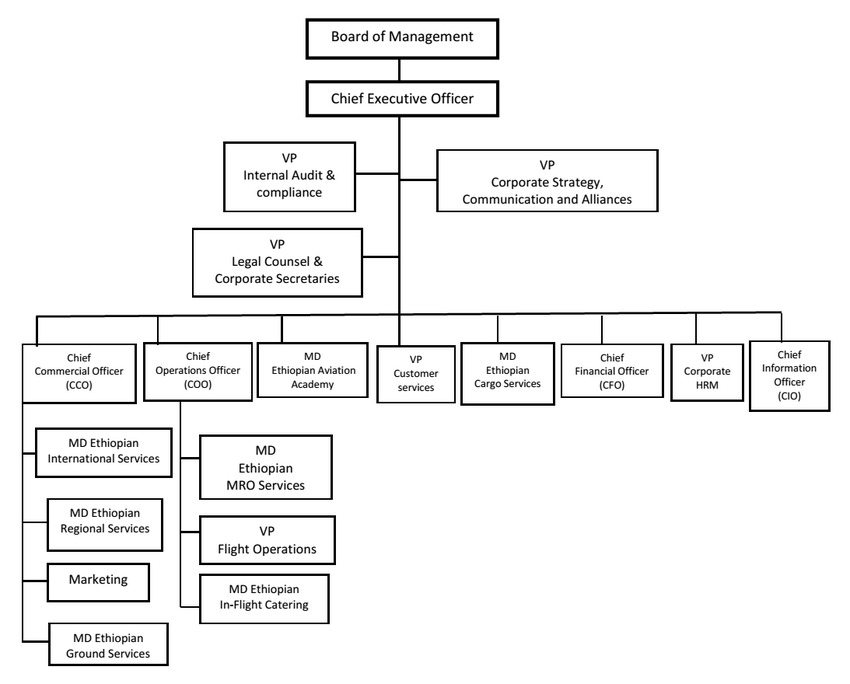 Board of Management
Chief Executive Officer
VP
Internal Audit &
compliance
VP
Corporate Strategy,
Communication and Alliances
VP
Legal Counsel &
Corporate Secretaries
Chief
Commercial Officer
(CCO)
Chief
Operations Officer
(COO)
MD
Ethiopian Aviation
Academy
VP
Customer
services
MD
Ethiopian
Cargo Services
Chief
Financial Officer
(CFO)
VP
Corporate
HRM
Chief
Information
Officer
(CIO)
MD Ethiopian
International Services
MD Ethiopian
Regional Services
Marketing
MD Ethiopian
Ground Services
MD
Ethiopian
MRO Services
VP
Flight Operations
MD Ethiopian
In-Flight Catering